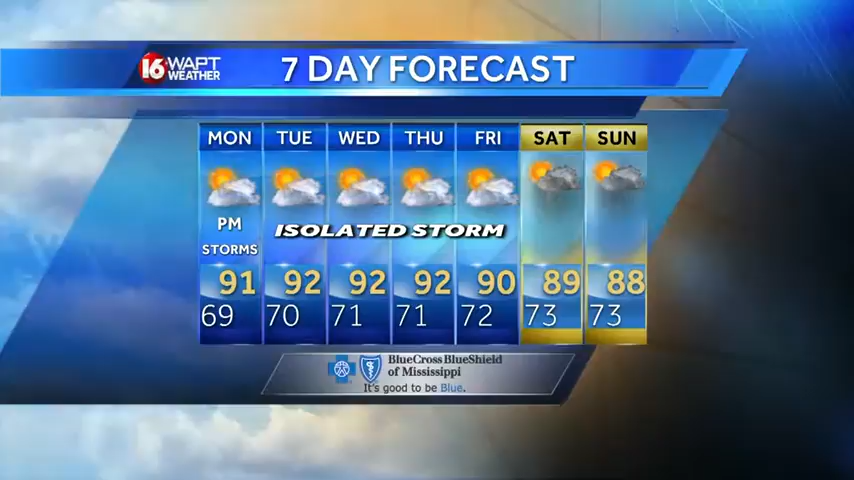 16 WAPT
WEATHER
7 DAY FORECAST
MON TUE WED THU FRI SAT SUN
PM
STORMS
ISOLATED STORM
91 92 92 92 90 89 88
69 70 71 71 72 73 73
BlueCross BlueShield
of Mississippi
It's good to be Blue.